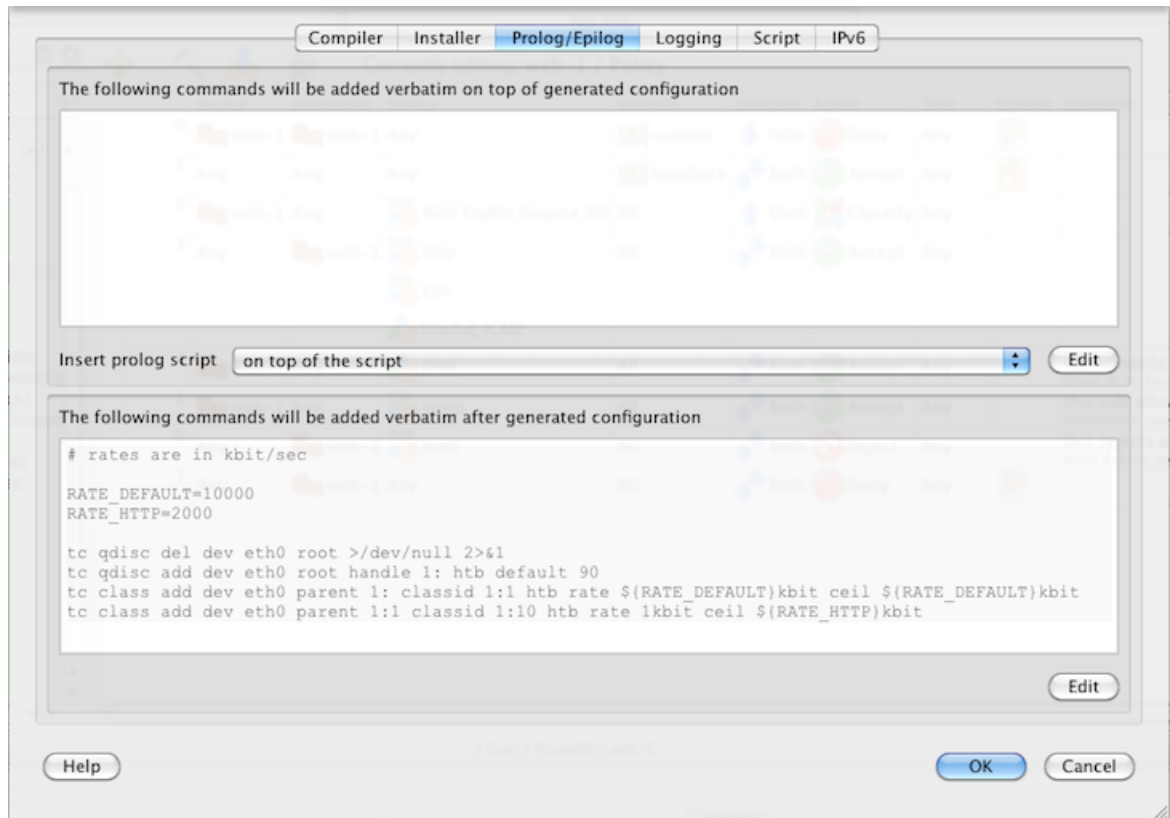 Compiler Installer Prolog/Epilog Logging Script IPv6
The following commands will be added verbatim on top of generated configuration
Insert prolog script on top of the script Edit
The following commands will be added verbatim after generated configuration
# rates are in kbit/sec
RATE_DEFAULT=10000
RATE_HTTP=2000
tc qdisc del dev eth0 root >/dev/null 2>&1
tc qdisc add dev eth0 root handle 1: htb default 90
tc class add dev eth0 parent 1: classid 1:1 htb rate ${RATE_DEFAULT}kbit ceil ${RATE_DEFAULT}kbit
tc class add dev eth0 parent 1:1 classid 1:10 htb rate 1kbit ceil ${RATE_HTTP}kbit
Edit
Help OK Cancel